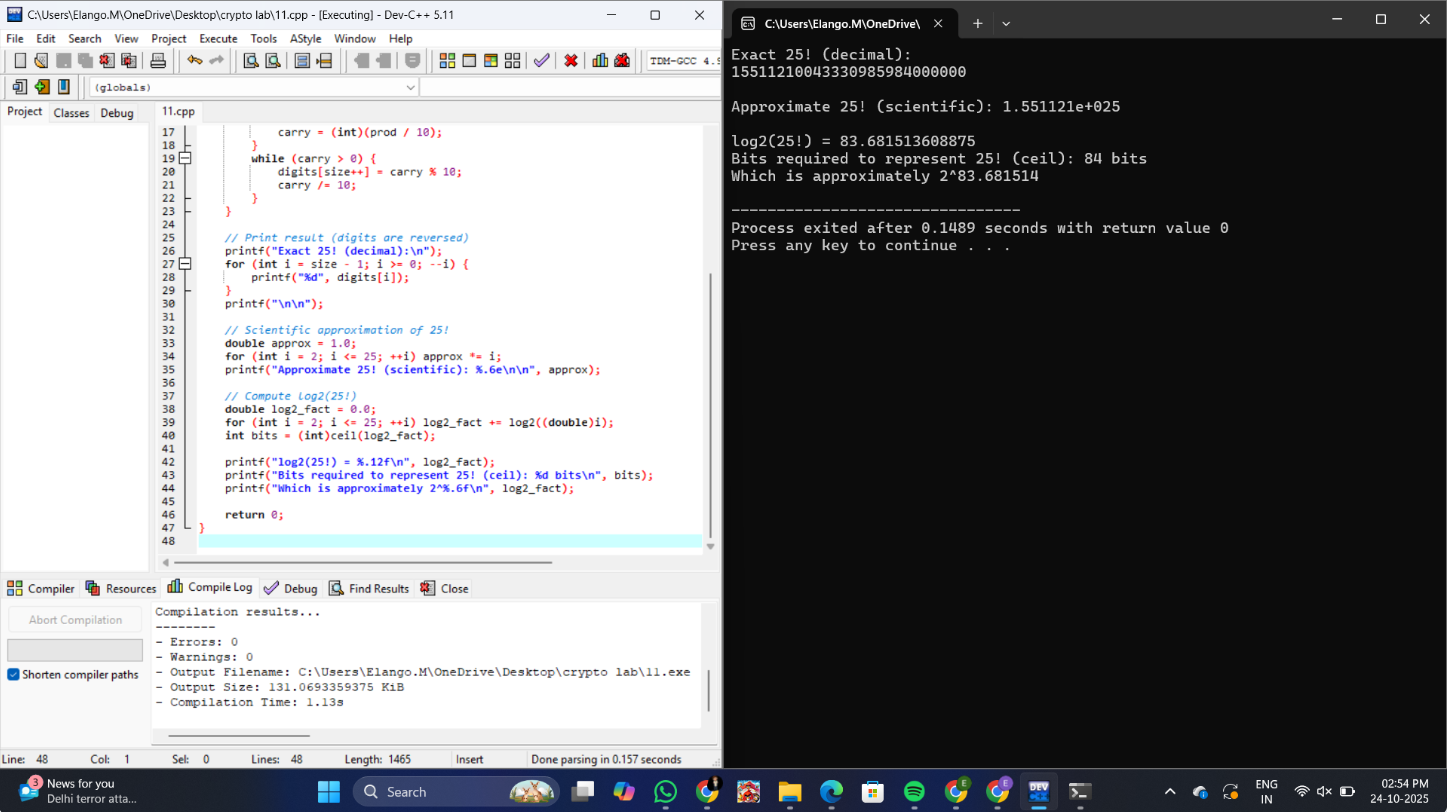 C:\Users\Elango.M\OneDrive\Desktop\crypto lab\11.cpp - [Executing] - Dev-C++ 5.11
File Edit Search View Project Execute Tools AStyle Window Help
TDM-GCC 4.9
(globals)
Project Classes Debug
11.cpp
17 carry = (int)(prod / 10);
18 }
19 while (carry > 0) {
20 digits[size++] = carry % 10;
21 carry /= 10;
22 }
23 }
24
25 // Print result (digits are reversed)
26 printf("Exact 25! (decimal):\n");
27 for (int i = size - 1; i >= 0; --i) {
28 printf("%d", digits[i]);
29 }
30 printf("\n\n");
31
32 // Scientific approximation of 25!
33 double approx = 1.0;
34 for (int i = 2; i <= 25; ++i) approx *= i;
35 printf("Approximate 25! (scientific): %.6e\n\n", approx);
36
37 // Compute log2(25!)
38 double log2_fact = 0.0;
39 for (int i = 2; i <= 25; ++i) log2_fact += log2((double)i);
40 int bits = (int)ceil(log2_fact);
41
42 printf("log2(25!) = %.12f\n", log2_fact);
43 printf("Bits required to represent 25! (ceil): %d bits\n", bits);
44 printf("Which is approximately 2^%.6f\n", log2_fact);
45
46 return 0;
47 }
48
Compiler Resources Compile Log Debug Find Results Close
Abort Compilation
Shorten compiler paths
Compilation results...
--------
- Errors: 0
- Warnings: 0
- Output Filename: C:\Users\Elango.M\OneDrive\Desktop\crypto lab\11.exe
- Output Size: 131.0693359375 KiB
- Compilation Time: 1.13s
Line: 48 Col: 1 Sel: 0 Lines: 48 Length: 1465 Insert Done parsing in 0.157 seconds
C:\Users\Elango.M\OneDrive\
Exact 25! (decimal):
15511210043330985984000000
Approximate 25! (scientific): 1.551121e+025
log2(25!) = 83.681513608875
Bits required to represent 25! (ceil): 84 bits
Which is approximately 2^83.681514
--------------------------------
Process exited after 0.1489 seconds with return value 0
Press any key to continue . . .
3
News for you
Delhi terror atta...
Search
E
E
DEV
ENG
IN
02:54 PM
24-10-2025